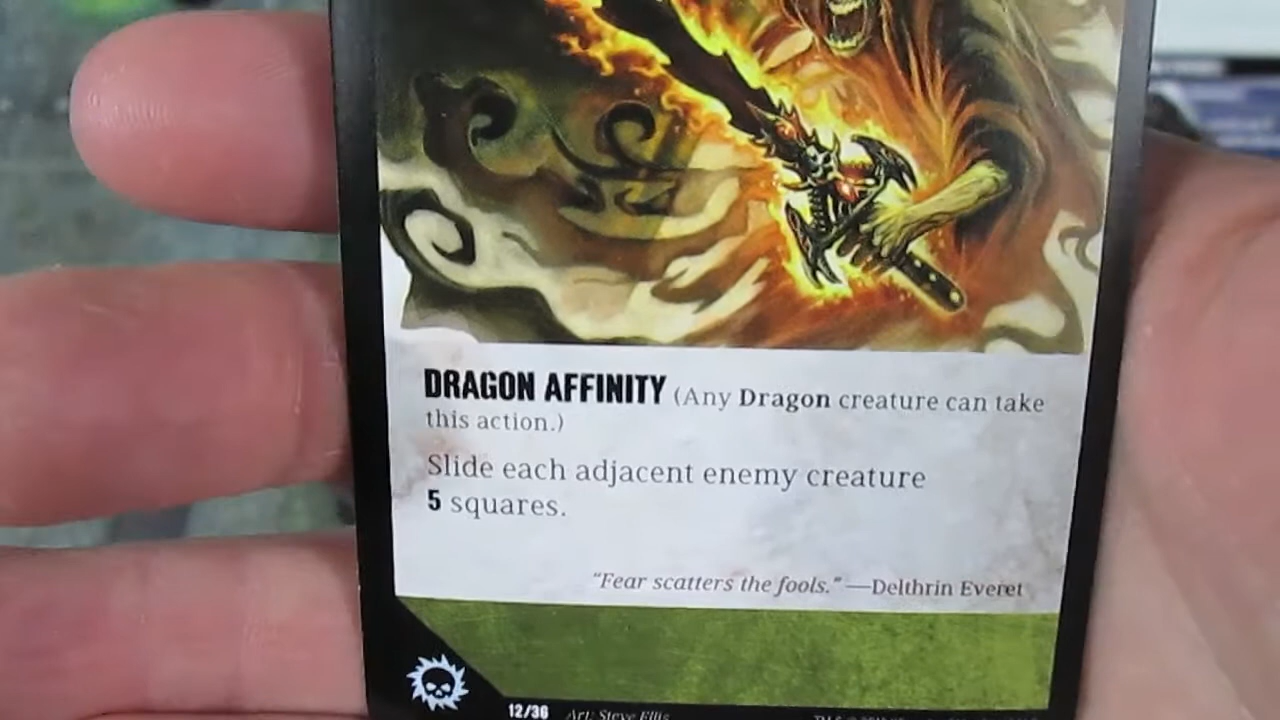 DRAGON AFFINITY (Any Dragon creature can take
this action.)
Slide each adjacent enemy creature
5 squares.
"Fear scatters the fools." —Delthrin Everet
12/36 Art: Steve Ellis